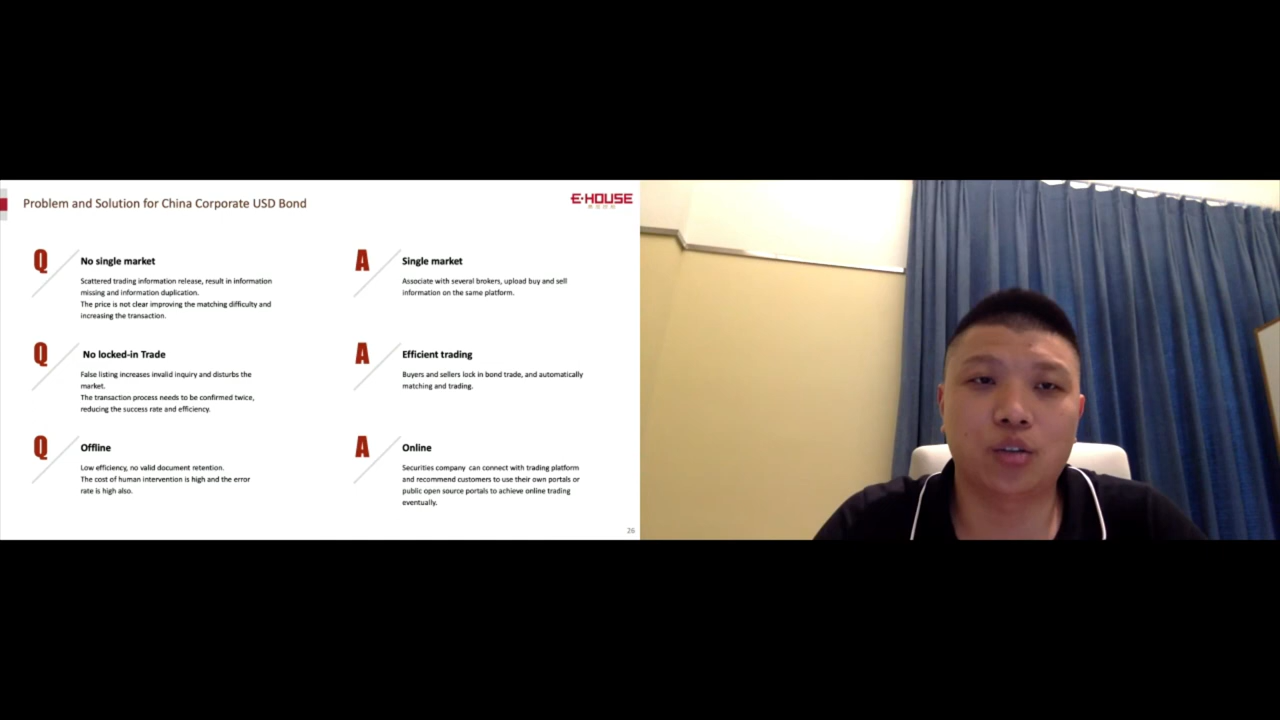 Problem and Solution for China Corporate USD Bond
E·HOUSE
Q
No single market
Scattered trading information release, result in information
missing and information duplication.
The price is not clear improving the matching difficulty and
increasing the transaction.
A
Single market
Associate with several brokers, upload buy and sell
information on the same platform.
Q
No locked-in Trade
False listing increases invalid inquiry and disturbs the
market.
The transaction process needs to be confirmed twice,
reducing the success rate and efficiency.
A
Efficient trading
Buyers and sellers lock in bond trade, and automatically
matching and trading.
Q
Offline
Low efficiency, no valid document retention.
The cost of human intervention is high and the error
rate is high also.
A
Online
Securities company can connect with trading platform
and recommend customers to use their own portals or
public open source portals to achieve online trading
eventually.
26